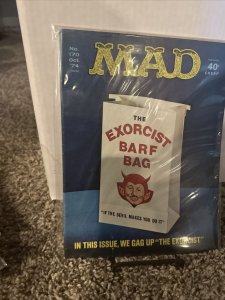 No.
170
Oct.
'74
MAD
40¢
CHEAP
THE
EXORCIST
BARF
BAG
"IF THE DEVIL MAKES YOU DO IT"
IN THIS ISSUE, WE GAG UP "THE EXORCIST"